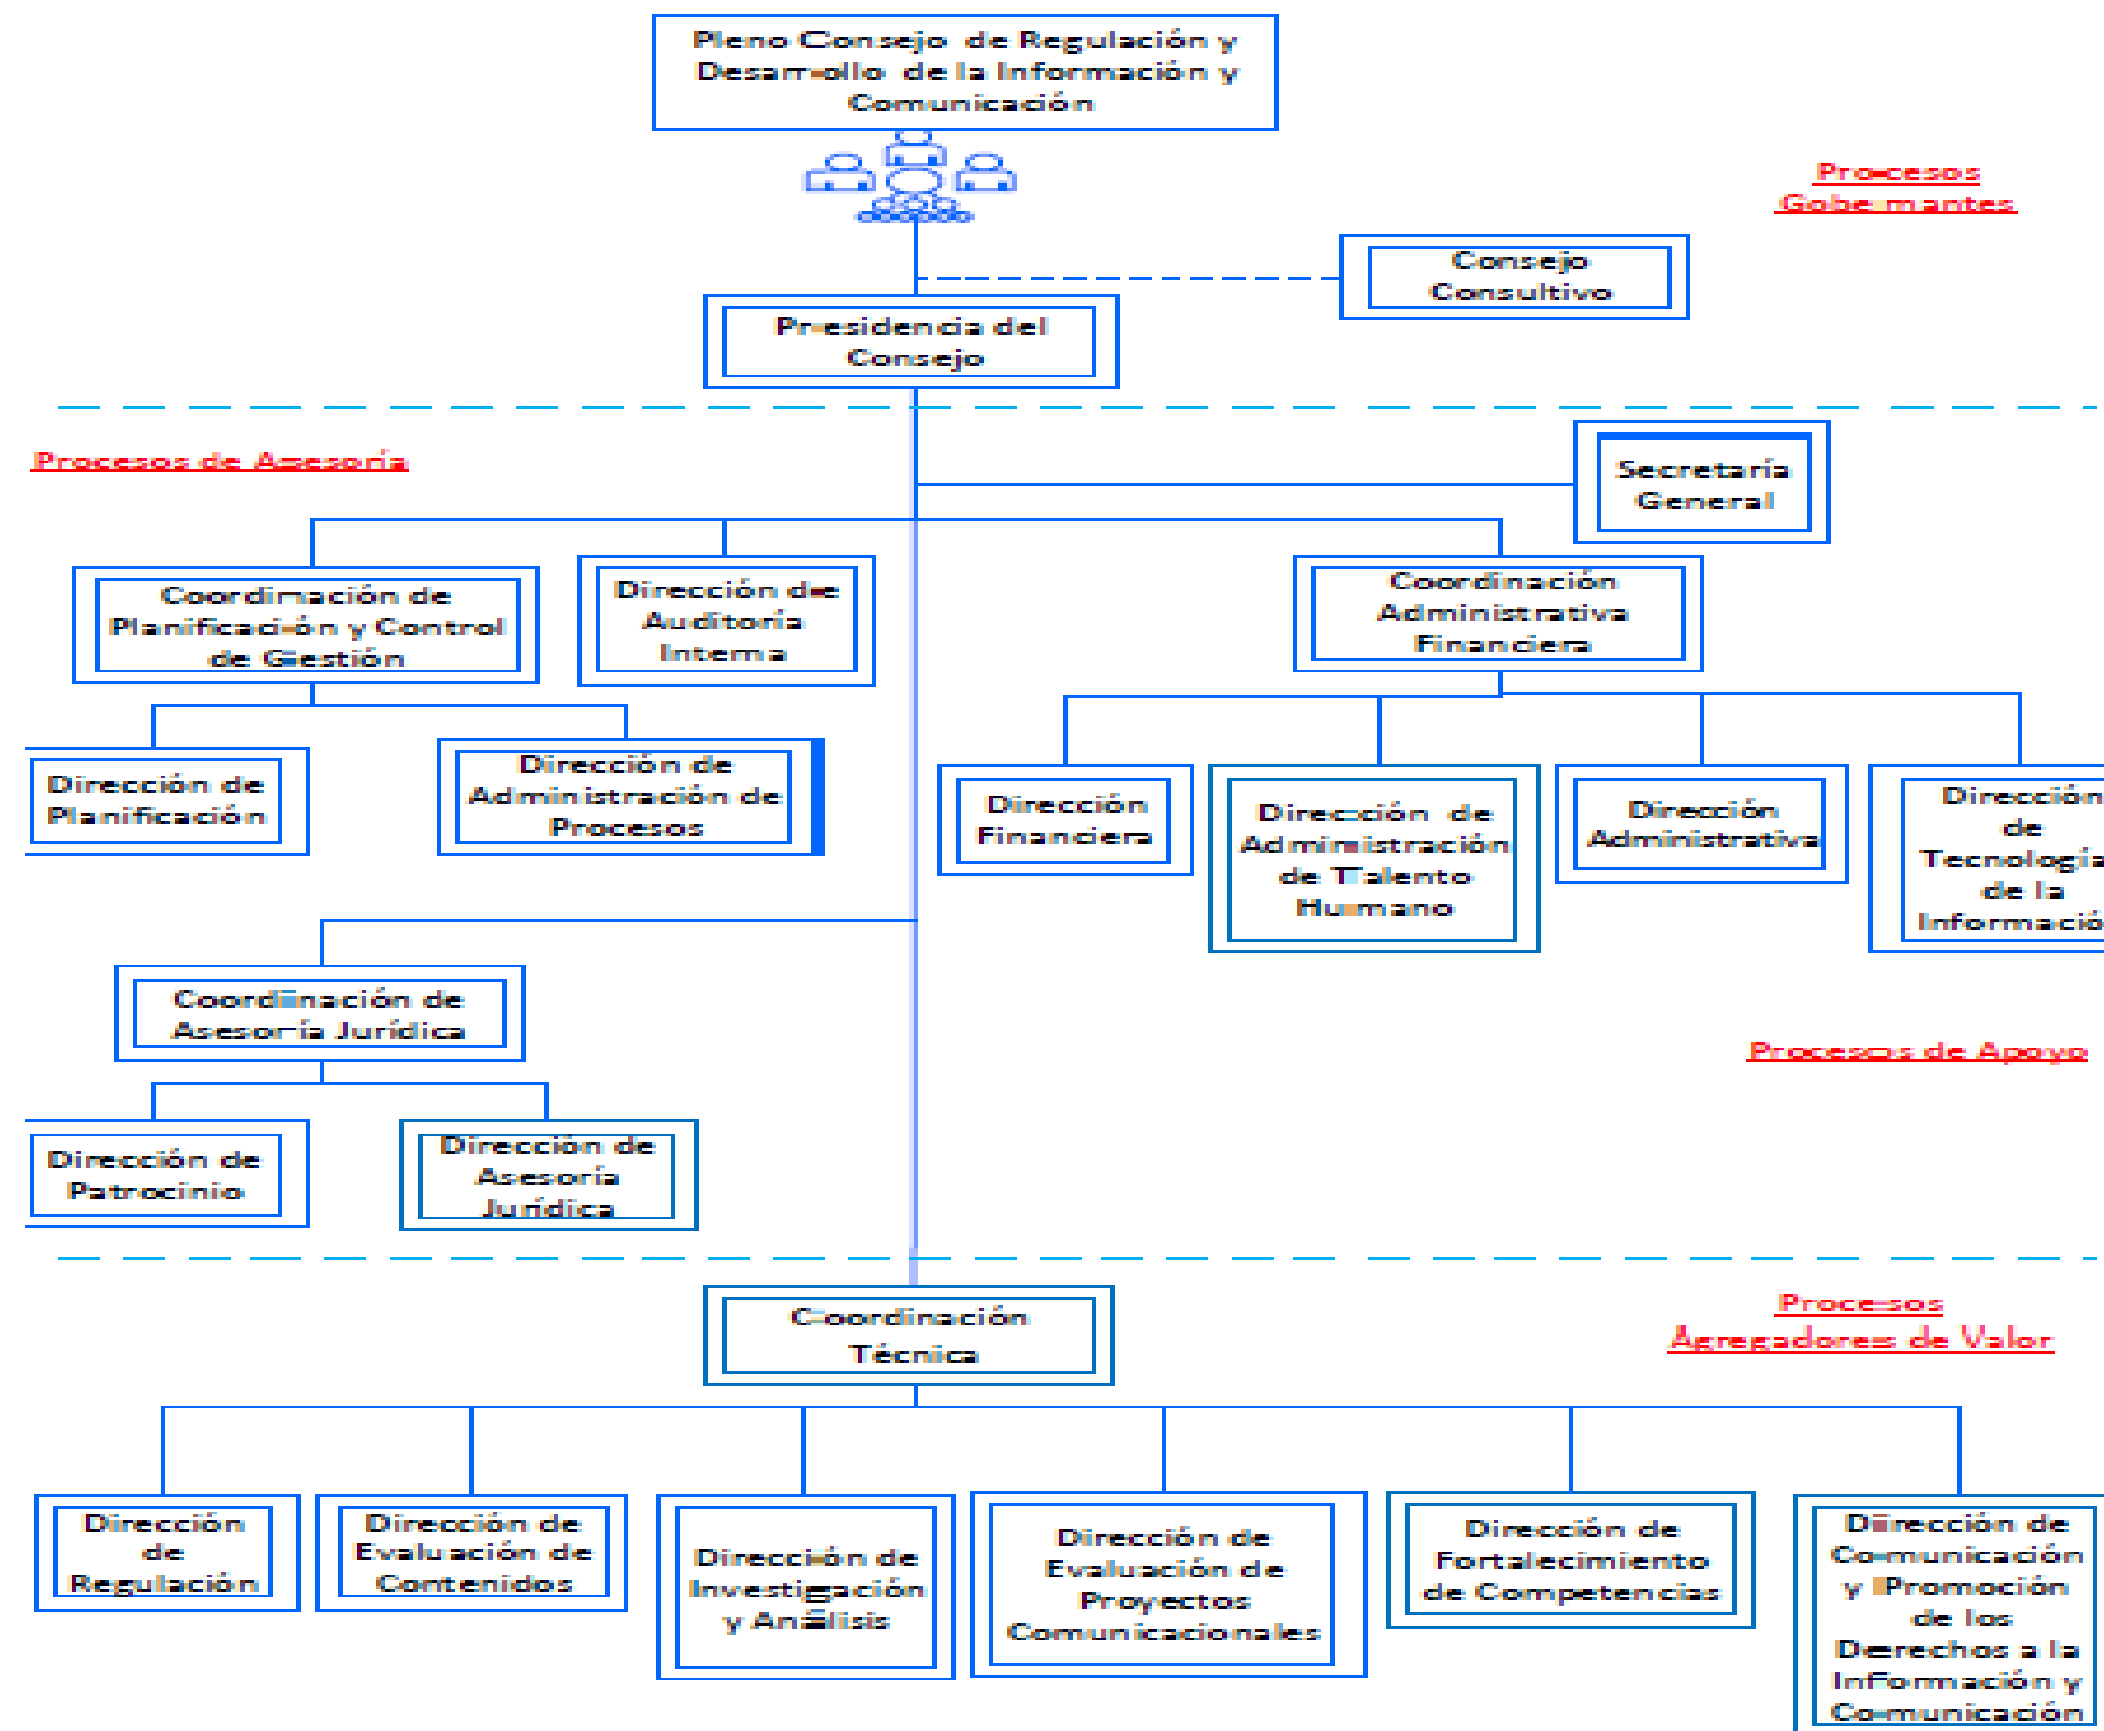 Pleno Consejo de Regulación y
Desarrollo de la Información y
Comunicación
Procesos
Gobernantes
Consejo
Consultivo
Presidencia del
Consejo
Procesos de Asesoría
Secretaría
General
Coordinación de
Planificación y Control
de Gestión
Dirección de
Auditoría
Interna
Coordinación
Administrativa
Financiera
Dirección de
Planificación
Dirección de
Administración de
Procesos
Dirección
Financiera
Dirección de
Administración
de Talento
Humano
Dirección
Administrativa
Dirección
de
Tecnología
de la
Informació
Coordinación de
Asesoría Jurídica
Procesos de Apoyo
Dirección de
Patrocinio
Dirección de
Asesoría
Jurídica
Coordinación
Técnica
Procesos
Agregadores de Valor
Dirección
de
Regulación
Dirección de
Evaluación de
Contenidos
Dirección de
Investigación
y Análisis
Dirección de
Evaluación de
Proyectos
Comunicacionales
Dirección de
Fortalecimiento
de Competencias
Dirección de
Comunicación
y Promoción
de los
Derechos a la
Información y
Comunicación